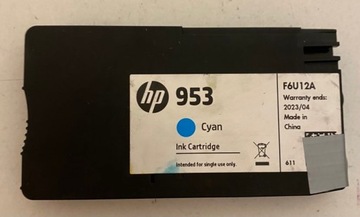 hp 953
Cyan
Ink Cartridge
Intended for single use only.
F6U12A
Warranty ends:
2023/04
Made in
China
611